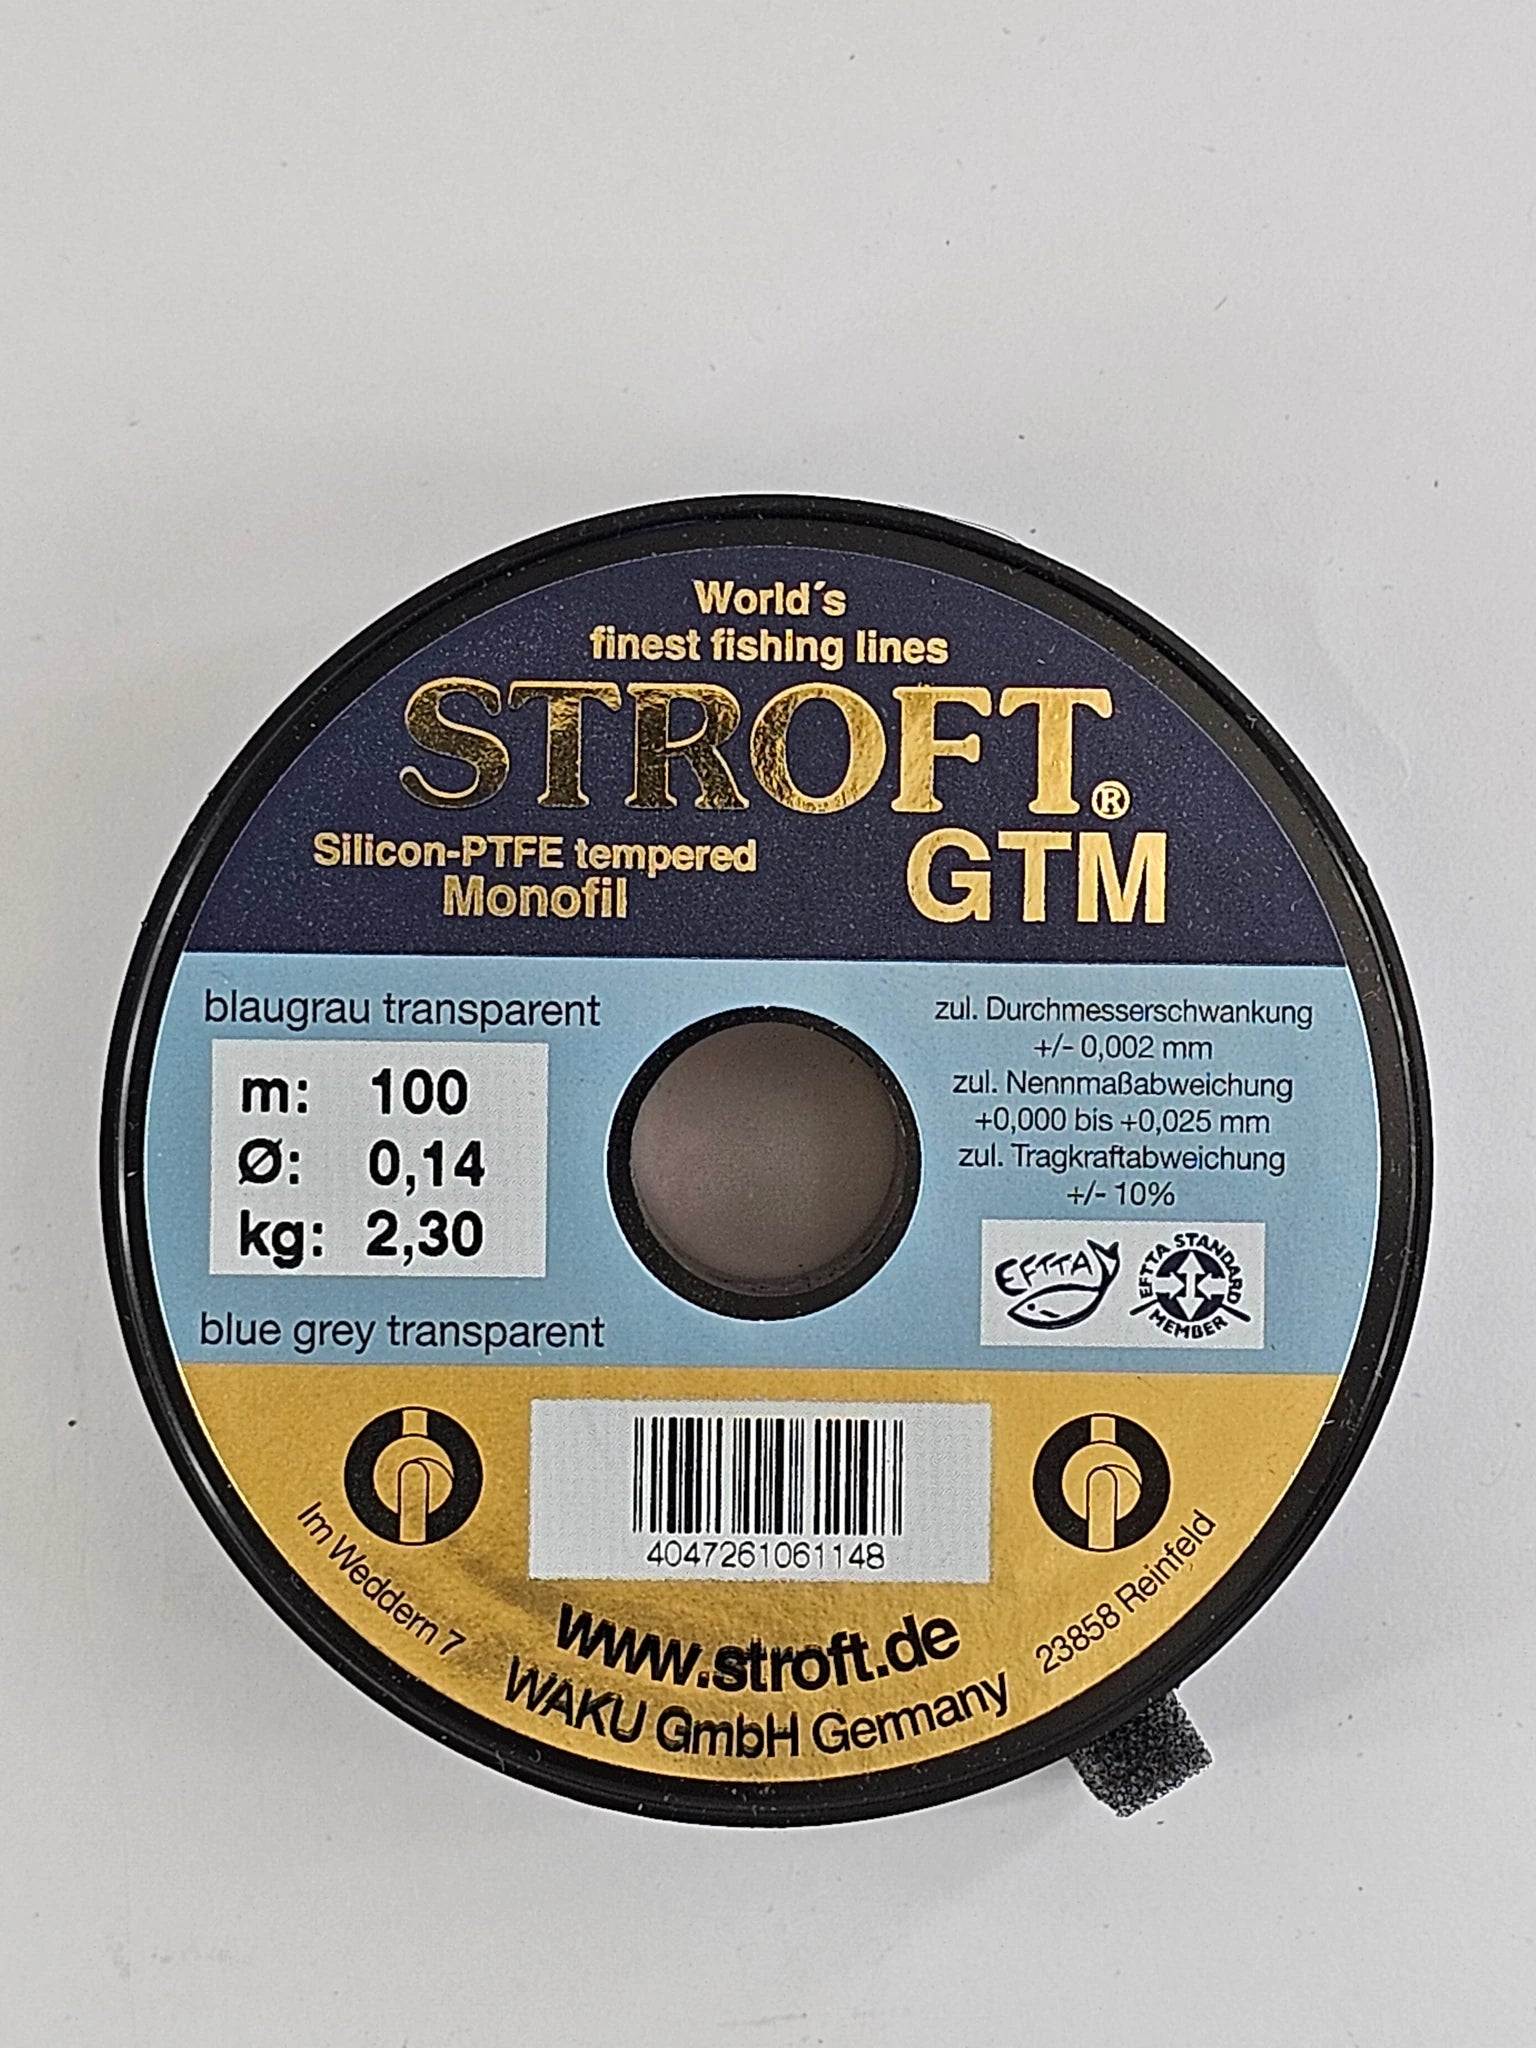 World´s
finest fishing lines
STROFT®
GTM
Silicon-PTFE tempered
Monofil
blaugrau transparent
m: 100
Ø: 0,14
kg: 2,30
blue grey transparent
zul. Durchmesserschwankung
+/- 0,002 mm
zul. Nennmaßabweichung
+0,000 bis +0,025 mm
zul. Tragkraftabweichung
+/- 10%
EFTTA
EFTTA STANDARD
MEMBER
4047261061148
Im Weddern 7
www.stroft.de
WAKU GmbH Germany
23858 Reinfeld